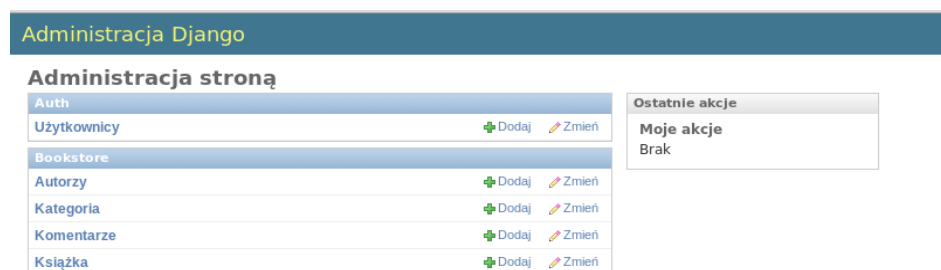 Administracja Django
Administracja stroną
Auth
Użytkownicy Dodaj Zmień
Bookstore
Autorzy Dodaj Zmień
Kategoria Dodaj Zmień
Komentarze Dodaj Zmień
Książka Dodaj Zmień
Ostatnie akcje
Moje akcje
Brak